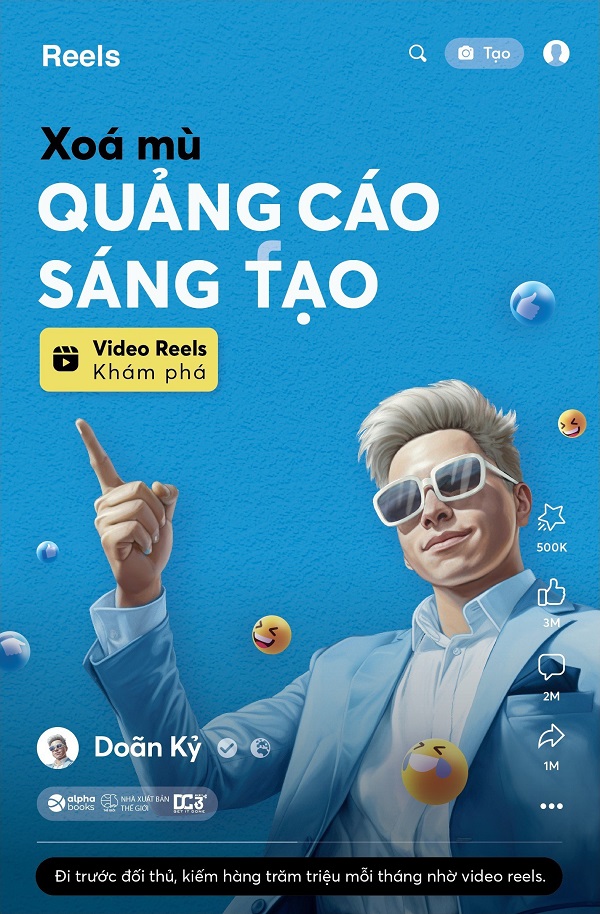 Reels
Tạo
Xoá mù
QUẢNG CÁO
SÁNG TẠO
Video Reels
Khám phá
500K
3M
2M
1M
Doãn Kỷ
alpha books
NHÀ XUẤT BẢN THẾ GIỚI
DC3
GET IT DONE
Đi trước đối thủ, kiếm hàng trăm triệu mỗi tháng nhờ video reels.